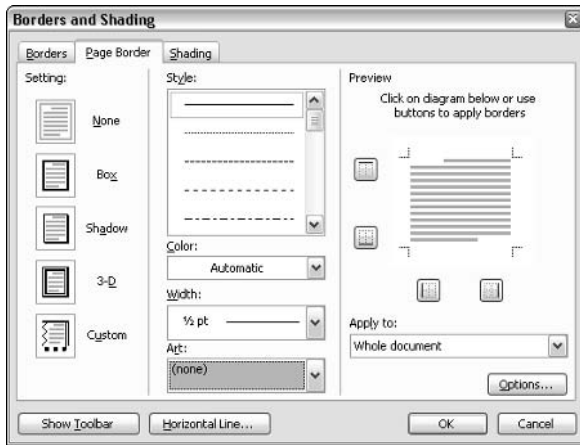 Borders and Shading
Borders
Page Border
Shading
Setting:
None
Box
Shadow
3-D
Custom
Style:
Color:
Automatic
Width:
½ pt
Art:
(none)
Preview
Click on diagram below or use
buttons to apply borders
Apply to:
Whole document
Options...
Show Toolbar
Horizontal Line...
OK
Cancel